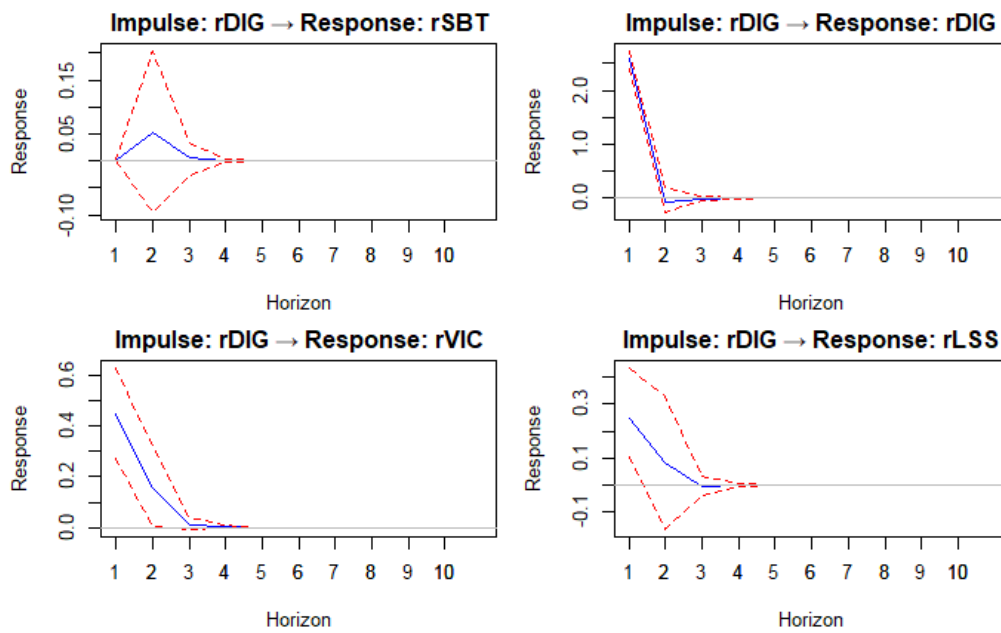 Impulse: rDIG → Response: rSBT
Response
0.15
0.05
-0.10
1 2 3 4 5 6 7 8 9 10
Horizon
Impulse: rDIG → Response: rDIG
Response
2.0
1.0
0.0
1 2 3 4 5 6 7 8 9 10
Horizon
Impulse: rDIG → Response: rVIC
Response
0.6
0.4
0.2
0.0
1 2 3 4 5 6 7 8 9 10
Horizon
Impulse: rDIG → Response: rLSS
Response
0.3
0.1
-0.1
1 2 3 4 5 6 7 8 9 10
Horizon